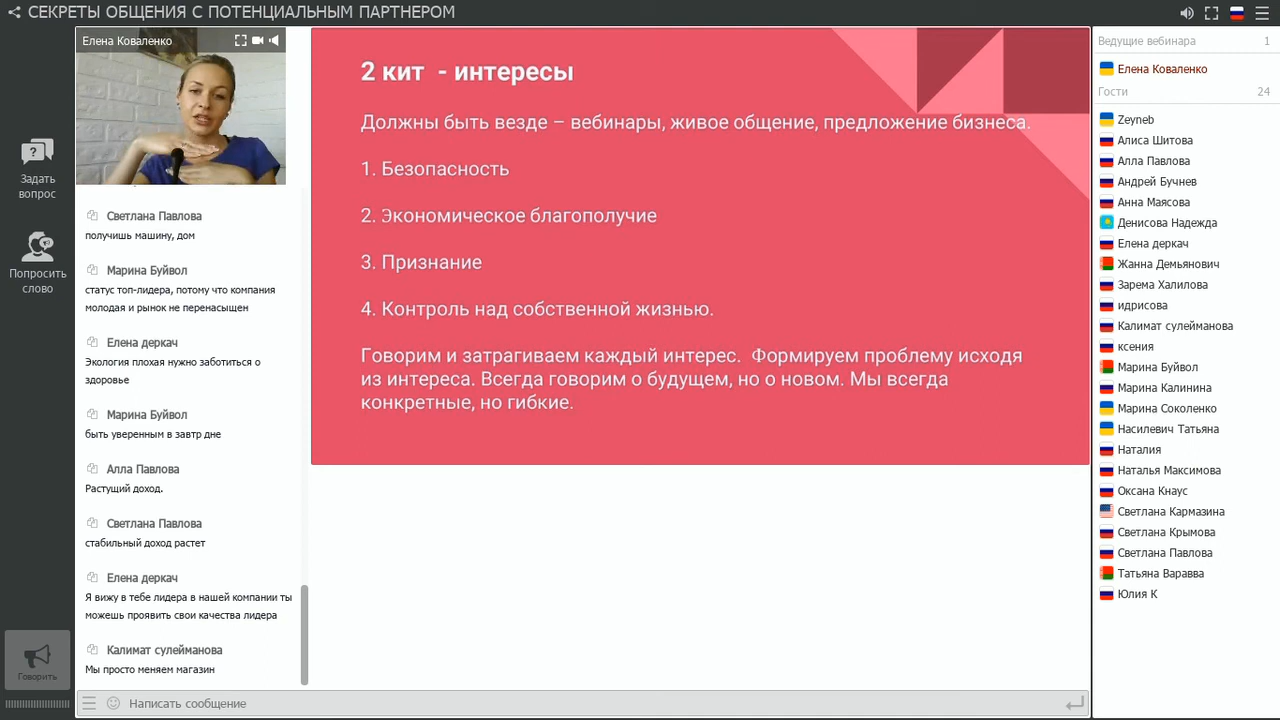 СЕКРЕТЫ ОБЩЕНИЯ С ПОТЕНЦИАЛЬНЫМ ПАРТНЕРОМ
Елена Коваленко
Задать
вопрос
Попросить
слово
Говорить
Светлана Павлова
получишь машину, дом
Марина Буйвол
статус топ-лидера, потому что компания
молодая и рынок не перенасыщен
Елена деркач
Экология плохая нужно заботиться о
здоровье
Марина Буйвол
быть уверенным в завтр дне
Алла Павлова
Растущий доход.
Светлана Павлова
стабильный доход растет
Елена деркач
Я вижу в тебе лидера в нашей компании ты
можешь проявить свои качества лидера
Калимат сулейманова
Мы просто меняем магазин
Написать сообщение
2 кит - интересы
Должны быть везде – вебинары, живое общение, предложение бизнеса.
1. Безопасность
2. Экономическое благополучие
3. Признание
4. Контроль над собственной жизнью.
Говорим и затрагиваем каждый интерес. Формируем проблему исходя
из интереса. Всегда говорим о будущем, но о новом. Мы всегда
конкретные, но гибкие.
Ведущие вебинара 1
Елена Коваленко
Гости 24
Zeyneb
Алиса Шитова
Алла Павлова
Андрей Бучнев
Анна Маясова
Денисова Надежда
Елена деркач
Жанна Демьянович
Зарема Халилова
идрисова
Калимат сулейманова
ксения
Марина Буйвол
Марина Калинина
Марина Соколенко
Насилевич Татьяна
Наталия
Наталья Максимова
Оксана Кнаус
Светлана Кармазина
Светлана Крымова
Светлана Павлова
Татьяна Варавва
Юлия К